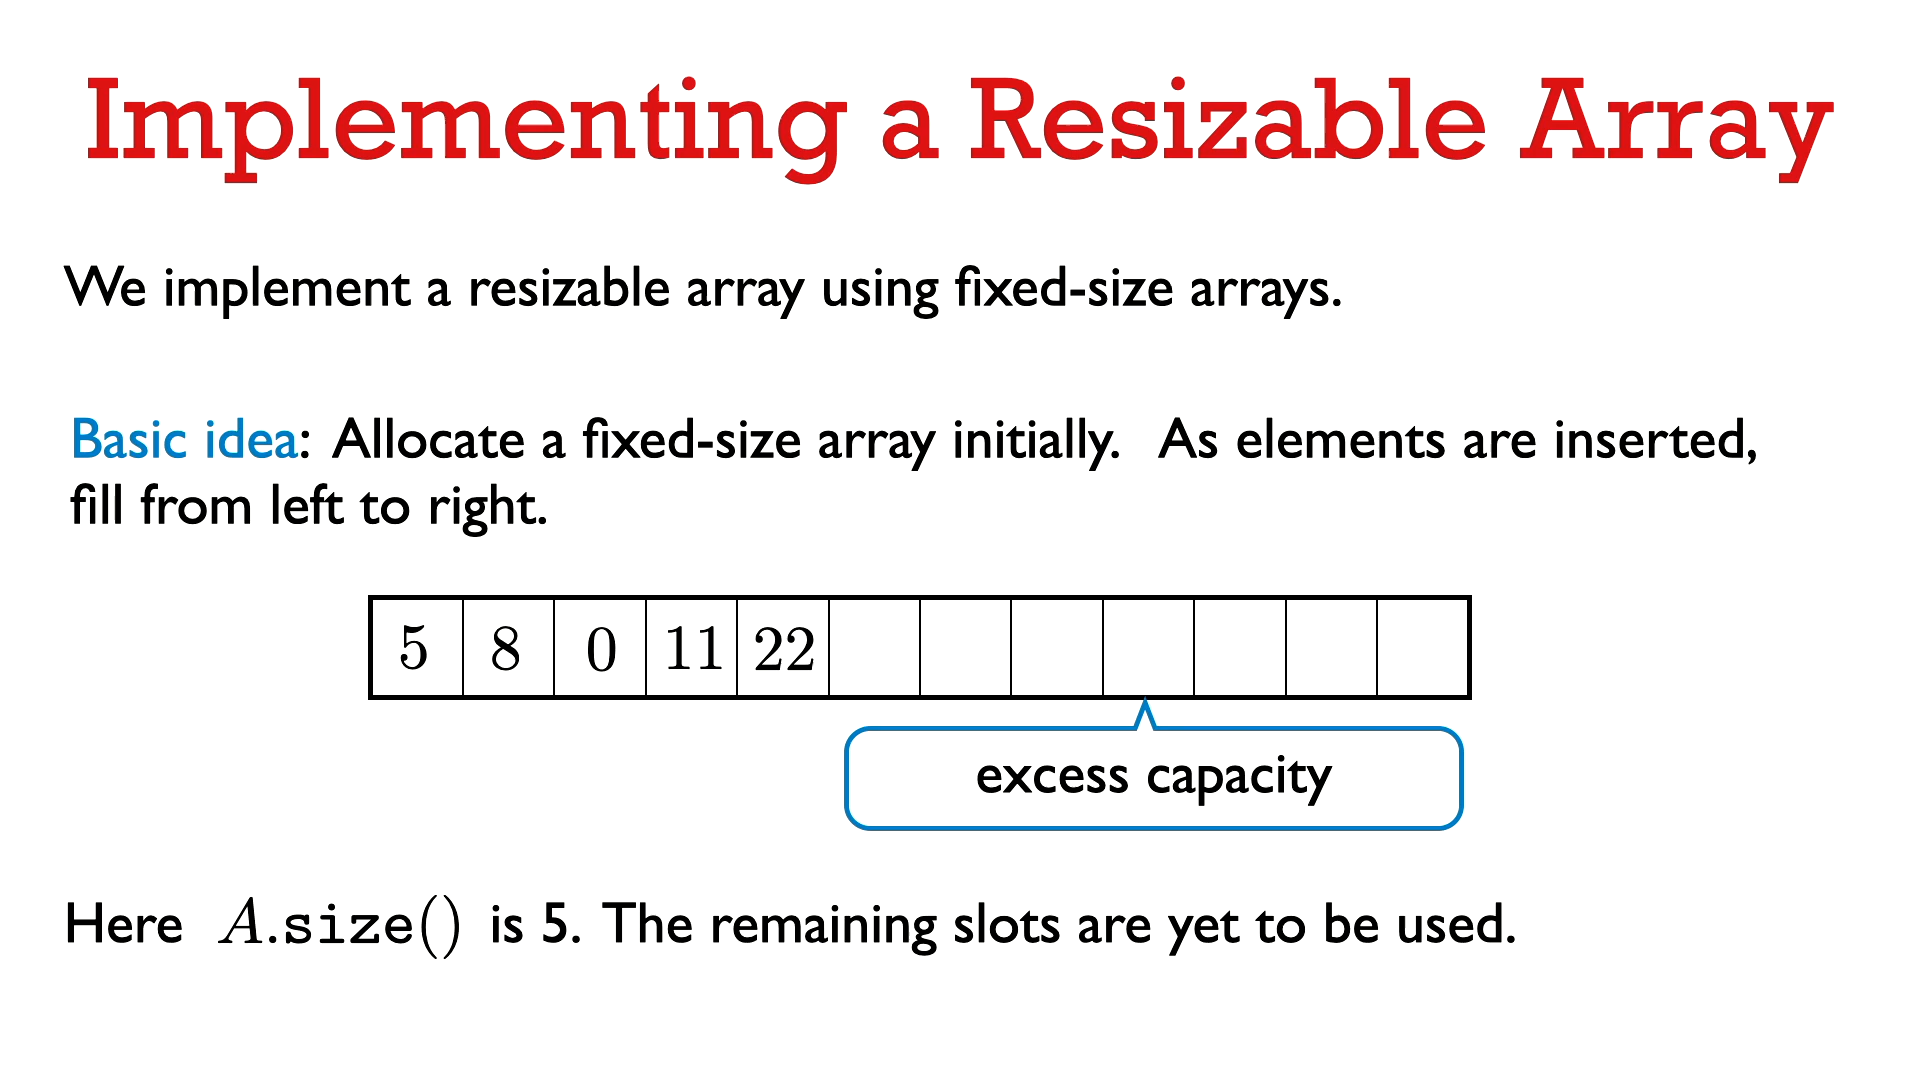 Implementing a Resizable Array
We implement a resizable array using fixed-size arrays.
Basic idea: Allocate a fixed-size array initially. As elements are inserted,
fill from left to right.
5 8 0 11 22
excess capacity
Here A.size() is 5. The remaining slots are yet to be used.